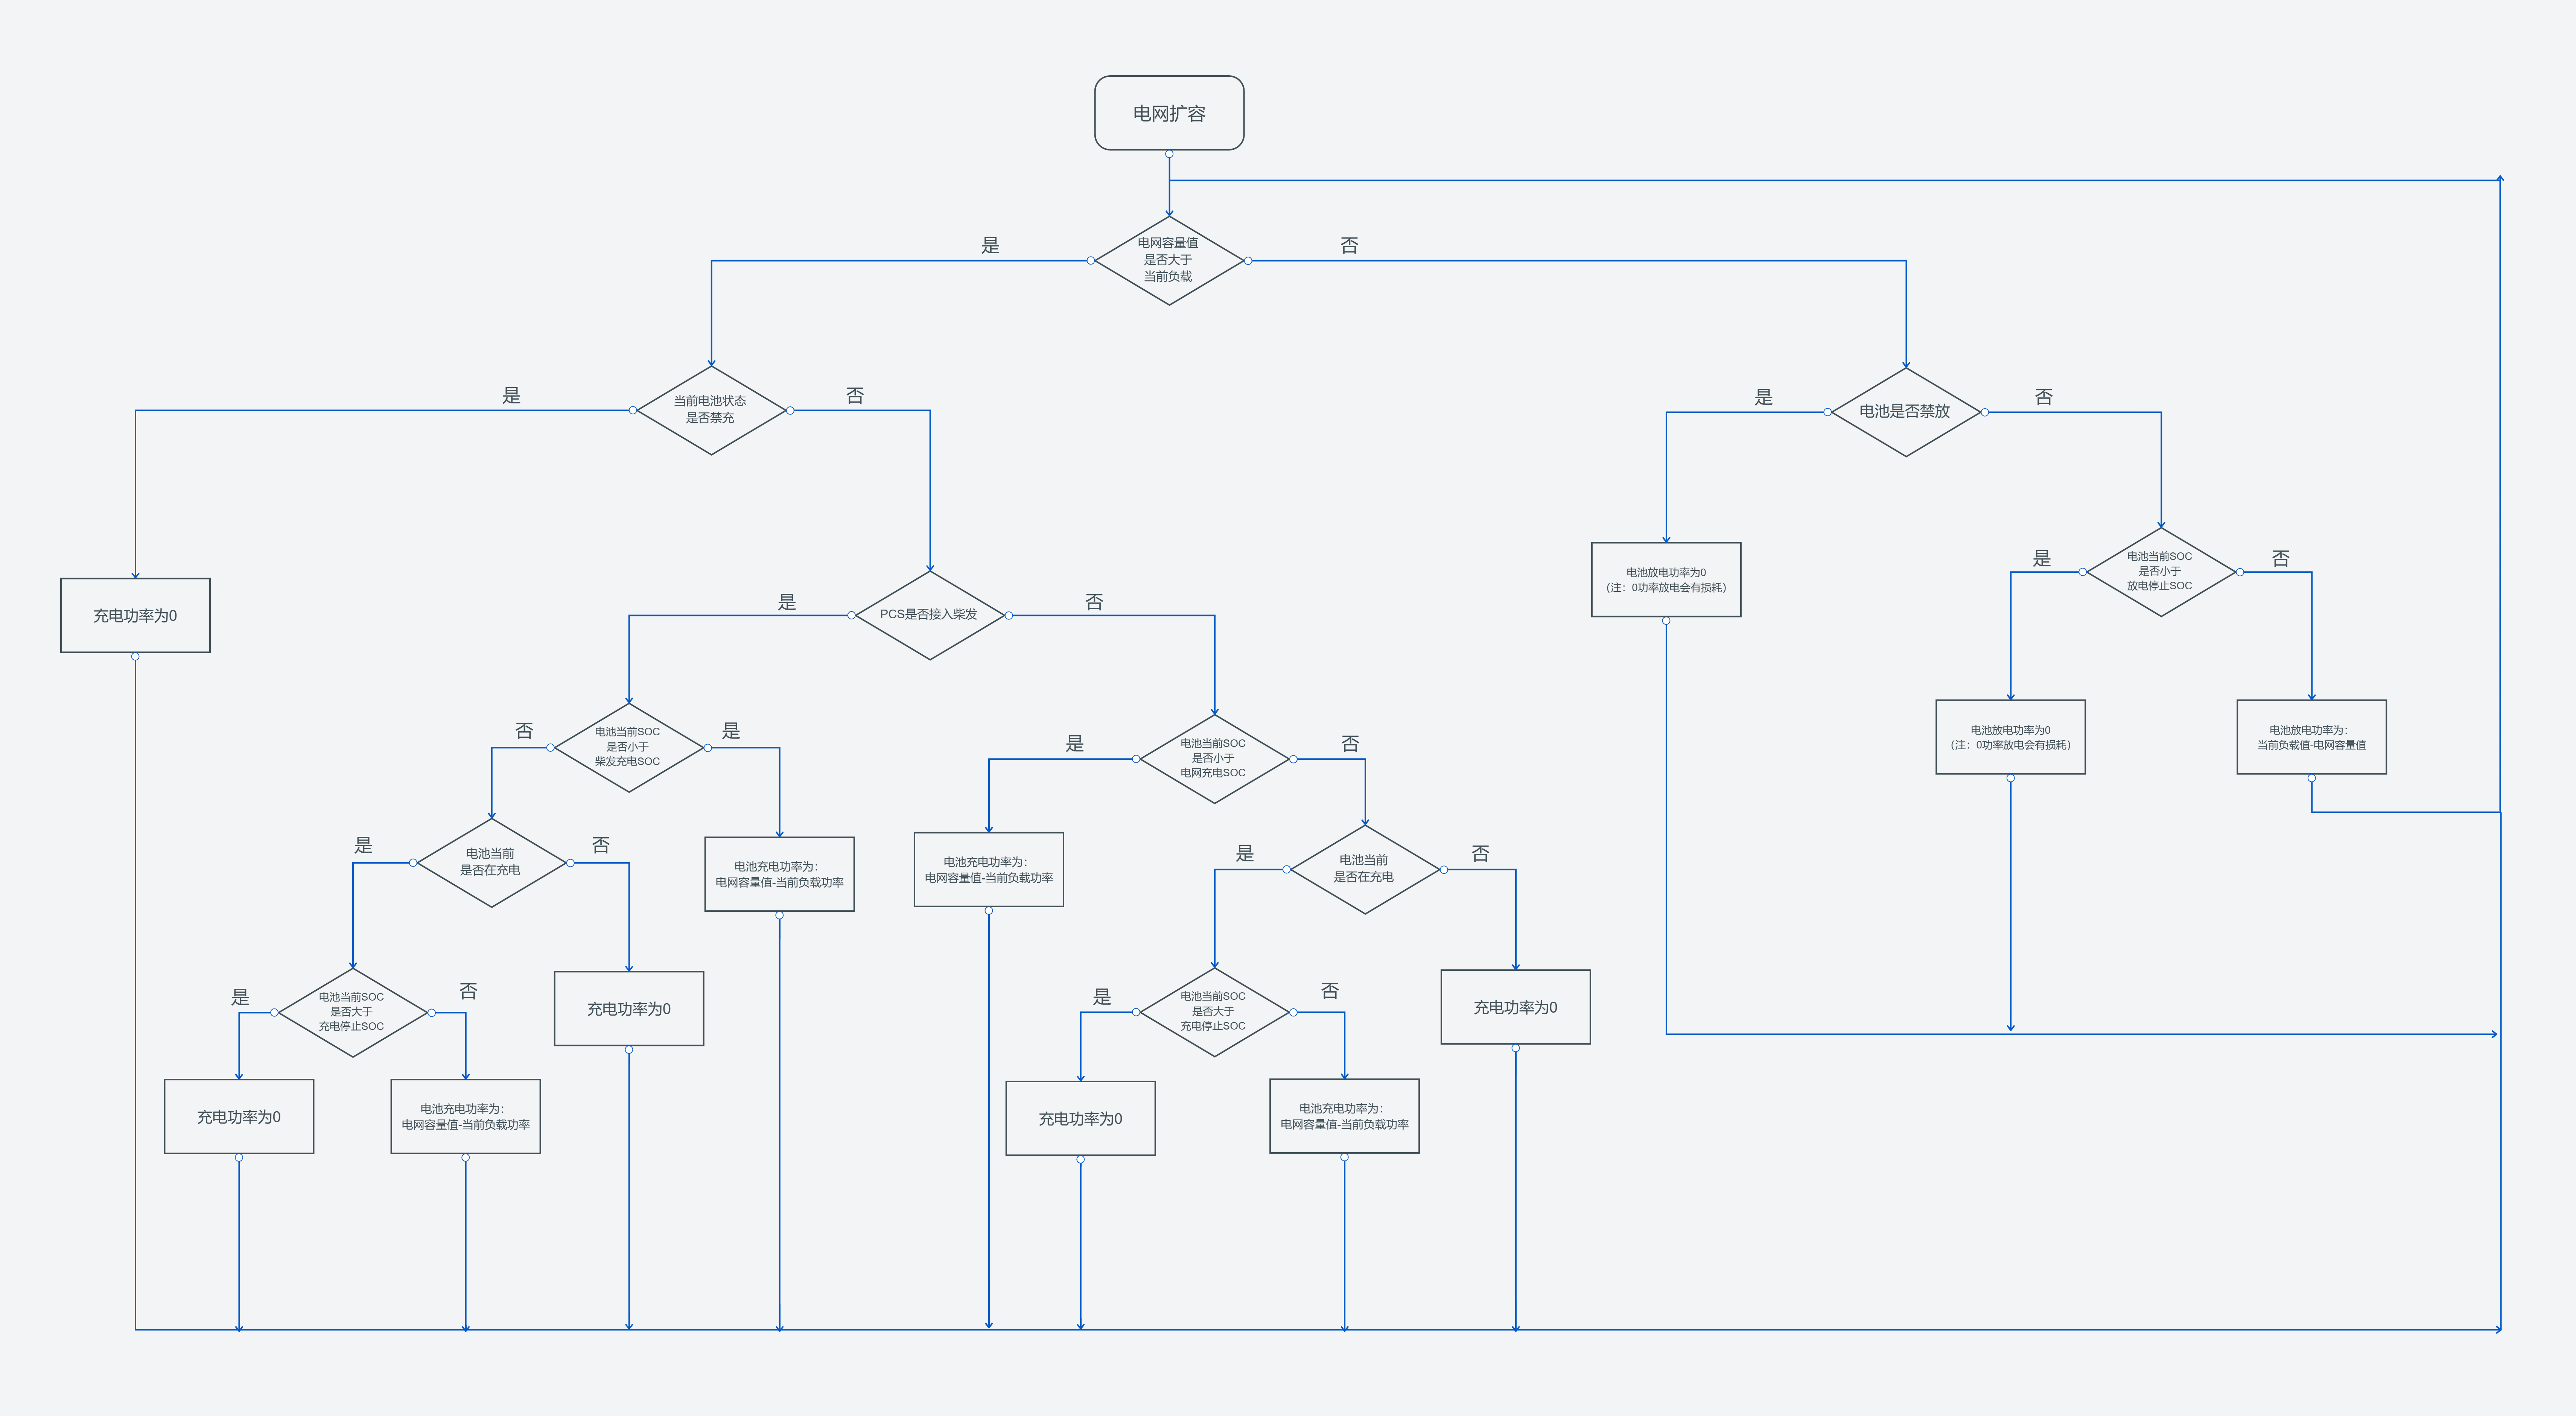 电网扩容
电网容量值
是否大于
当前负载
是
否
当前电池状态
是否禁充
是
否
电池是否禁放
是
否
充电功率为0
PCS是否接入柴发
是
否
电池放电功率为0
(注：0功率放电会有损耗)
电池当前SOC
是否小于
放电停止SOC
是
否
电池当前SOC
是否小于
柴发充电SOC
否
是
电池当前SOC
是否小于
电网充电SOC
是
否
电池放电功率为0
(注：0功率放电会有损耗)
电池放电功率为：
当前负载值-电网容量值
电池当前
是否在充电
是
否
电池充电功率为：
电网容量值-当前负载功率
电池充电功率为：
电网容量值-当前负载功率
电池当前
是否在充电
是
否
电池当前SOC
是否大于
充电停止SOC
是
否
充电功率为0
电池当前SOC
是否大于
充电停止SOC
是
否
充电功率为0
充电功率为0
电池充电功率为：
电网容量值-当前负载功率
充电功率为0
电池充电功率为：
电网容量值-当前负载功率